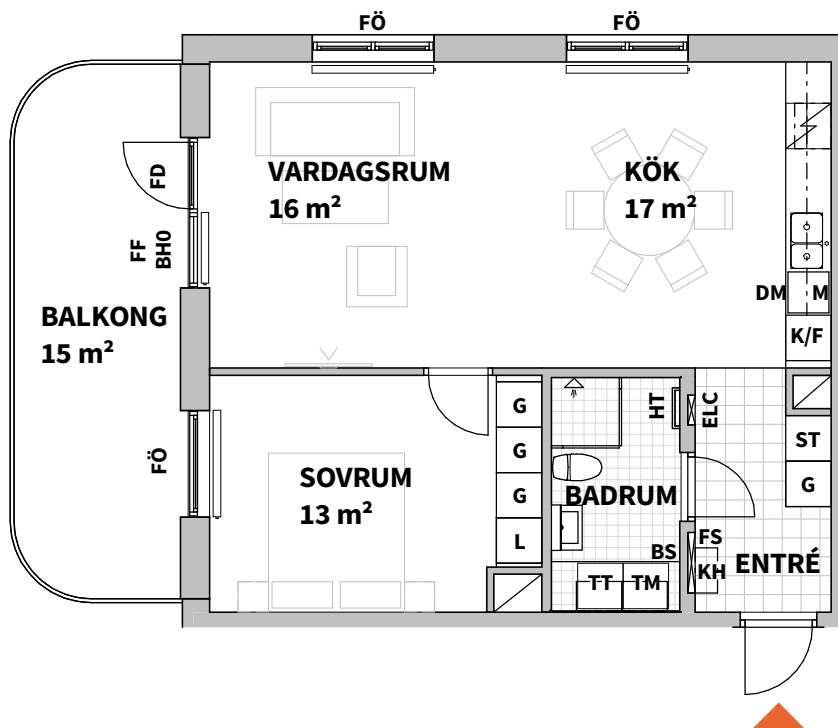 FÖ
FÖ
VARDAGSRUM
16 m²
KÖK
17 m²
FD
FF
BH0
BALKONG
15 m²
DM
M
K/F
FÖ
G
G
G
L
SOVRUM
13 m²
HT
ELC
ST
G
BADRUM
BS
TT
TM
FS
KH
ENTRÉ